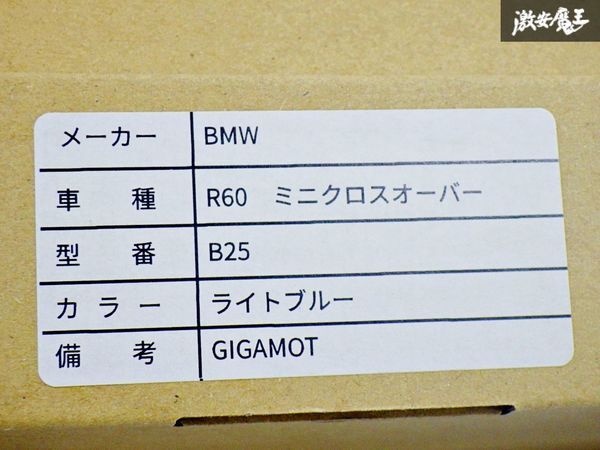 激安魔王
メーカー BMW
車種 R60 ミニクロスオーバー
型番 B25
カラー ライトブルー
備考 GIGAMOT